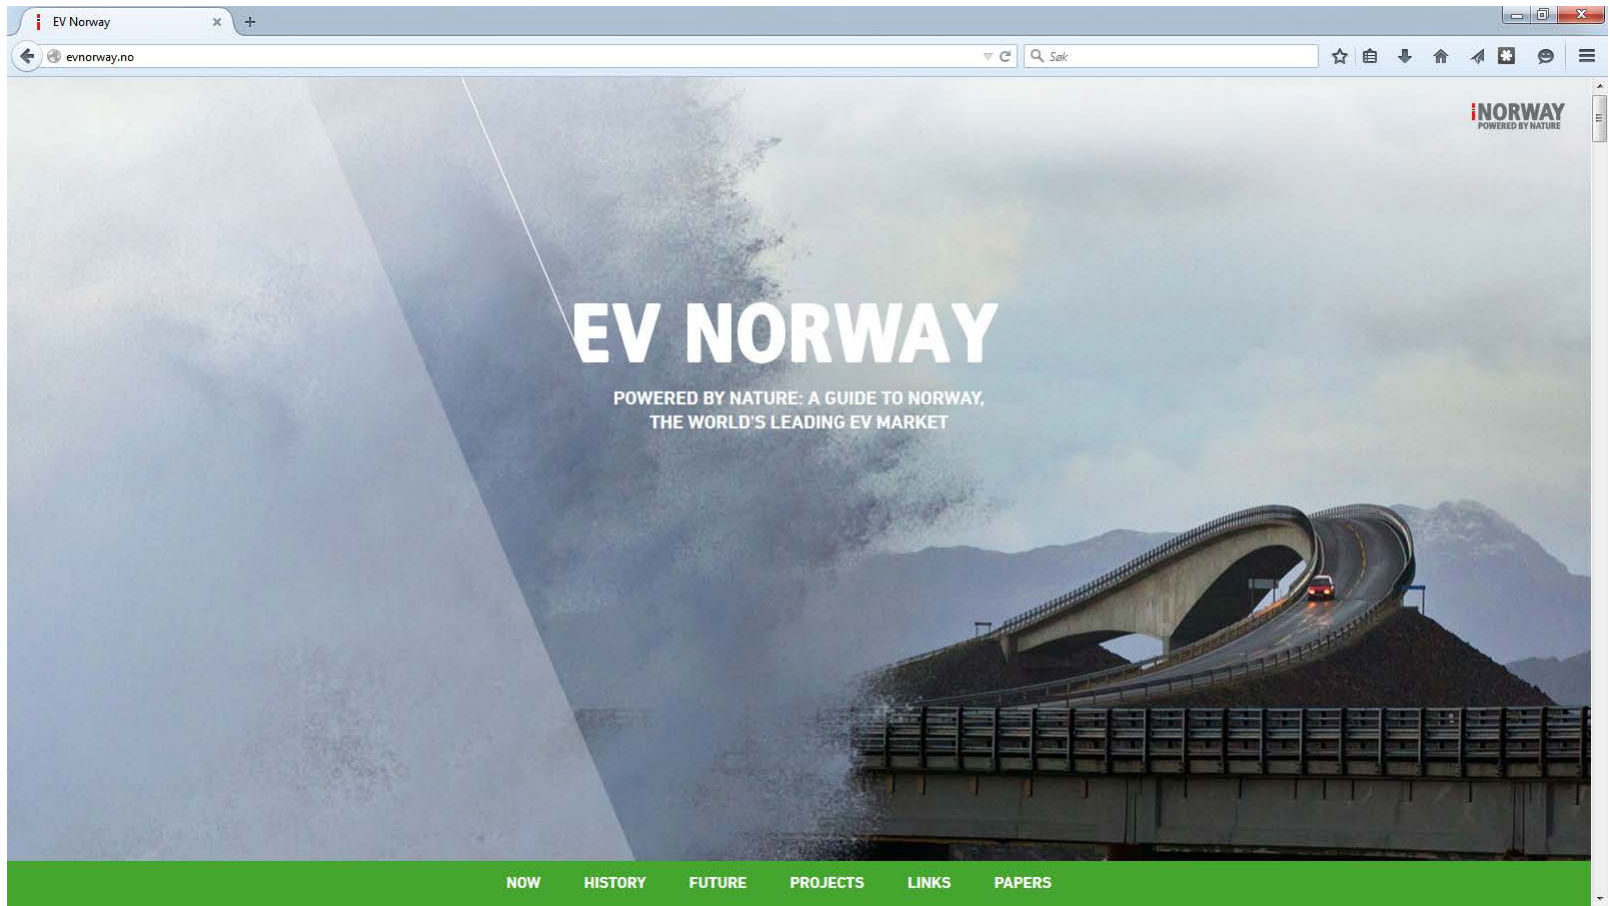 EV Norway
evnorway.no
Søk
NORWAY
POWERED BY NATURE
EV NORWAY
POWERED BY NATURE: A GUIDE TO NORWAY,
THE WORLD'S LEADING EV MARKET
NOW HISTORY FUTURE PROJECTS LINKS PAPERS